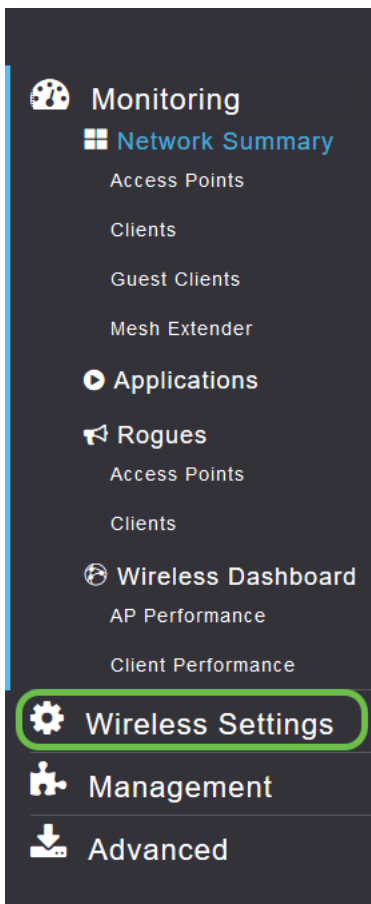 Monitoring
Network Summary
Access Points
Clients
Guest Clients
Mesh Extender
Applications
Rogues
Access Points
Clients
Wireless Dashboard
AP Performance
Client Performance
Wireless Settings
Management
Advanced